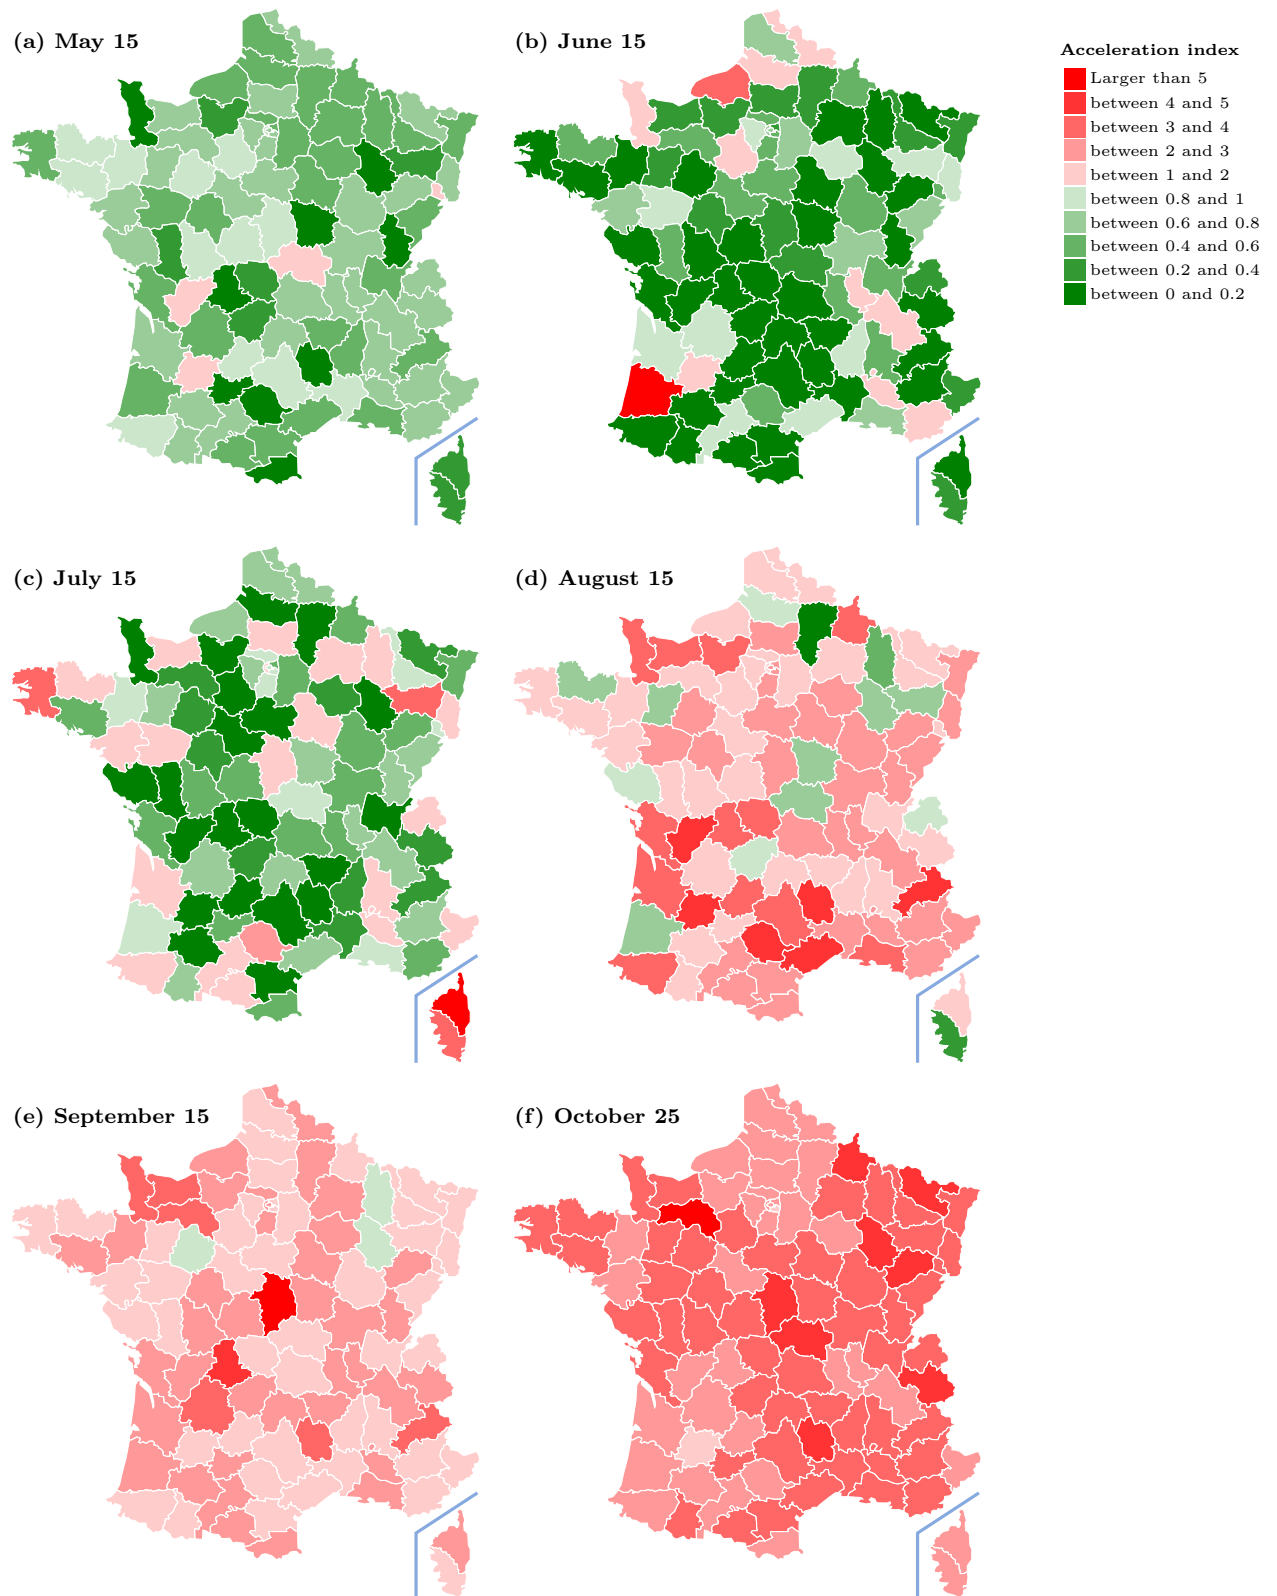 (a) May 15
(b) June 15
Acceleration index
Larger than 5
between 4 and 5
between 3 and 4
between 2 and 3
between 1 and 2
between 0.8 and 1
between 0.6 and 0.8
between 0.4 and 0.6
between 0.2 and 0.4
between 0 and 0.2
(c) July 15
(d) August 15
(e) September 15
(f) October 25